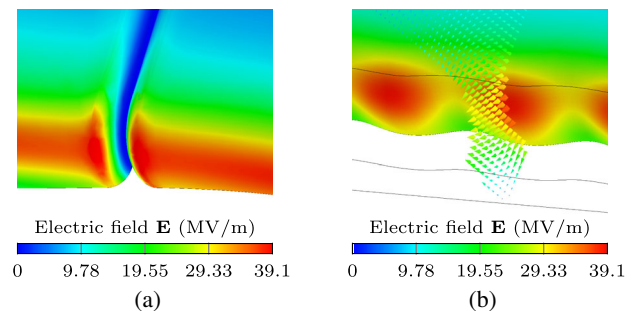 Electric field E (MV/m)
0 9.78 19.55 29.33 39.1
(a)
Electric field E (MV/m)
0 9.78 19.55 29.33 39.1
(b)